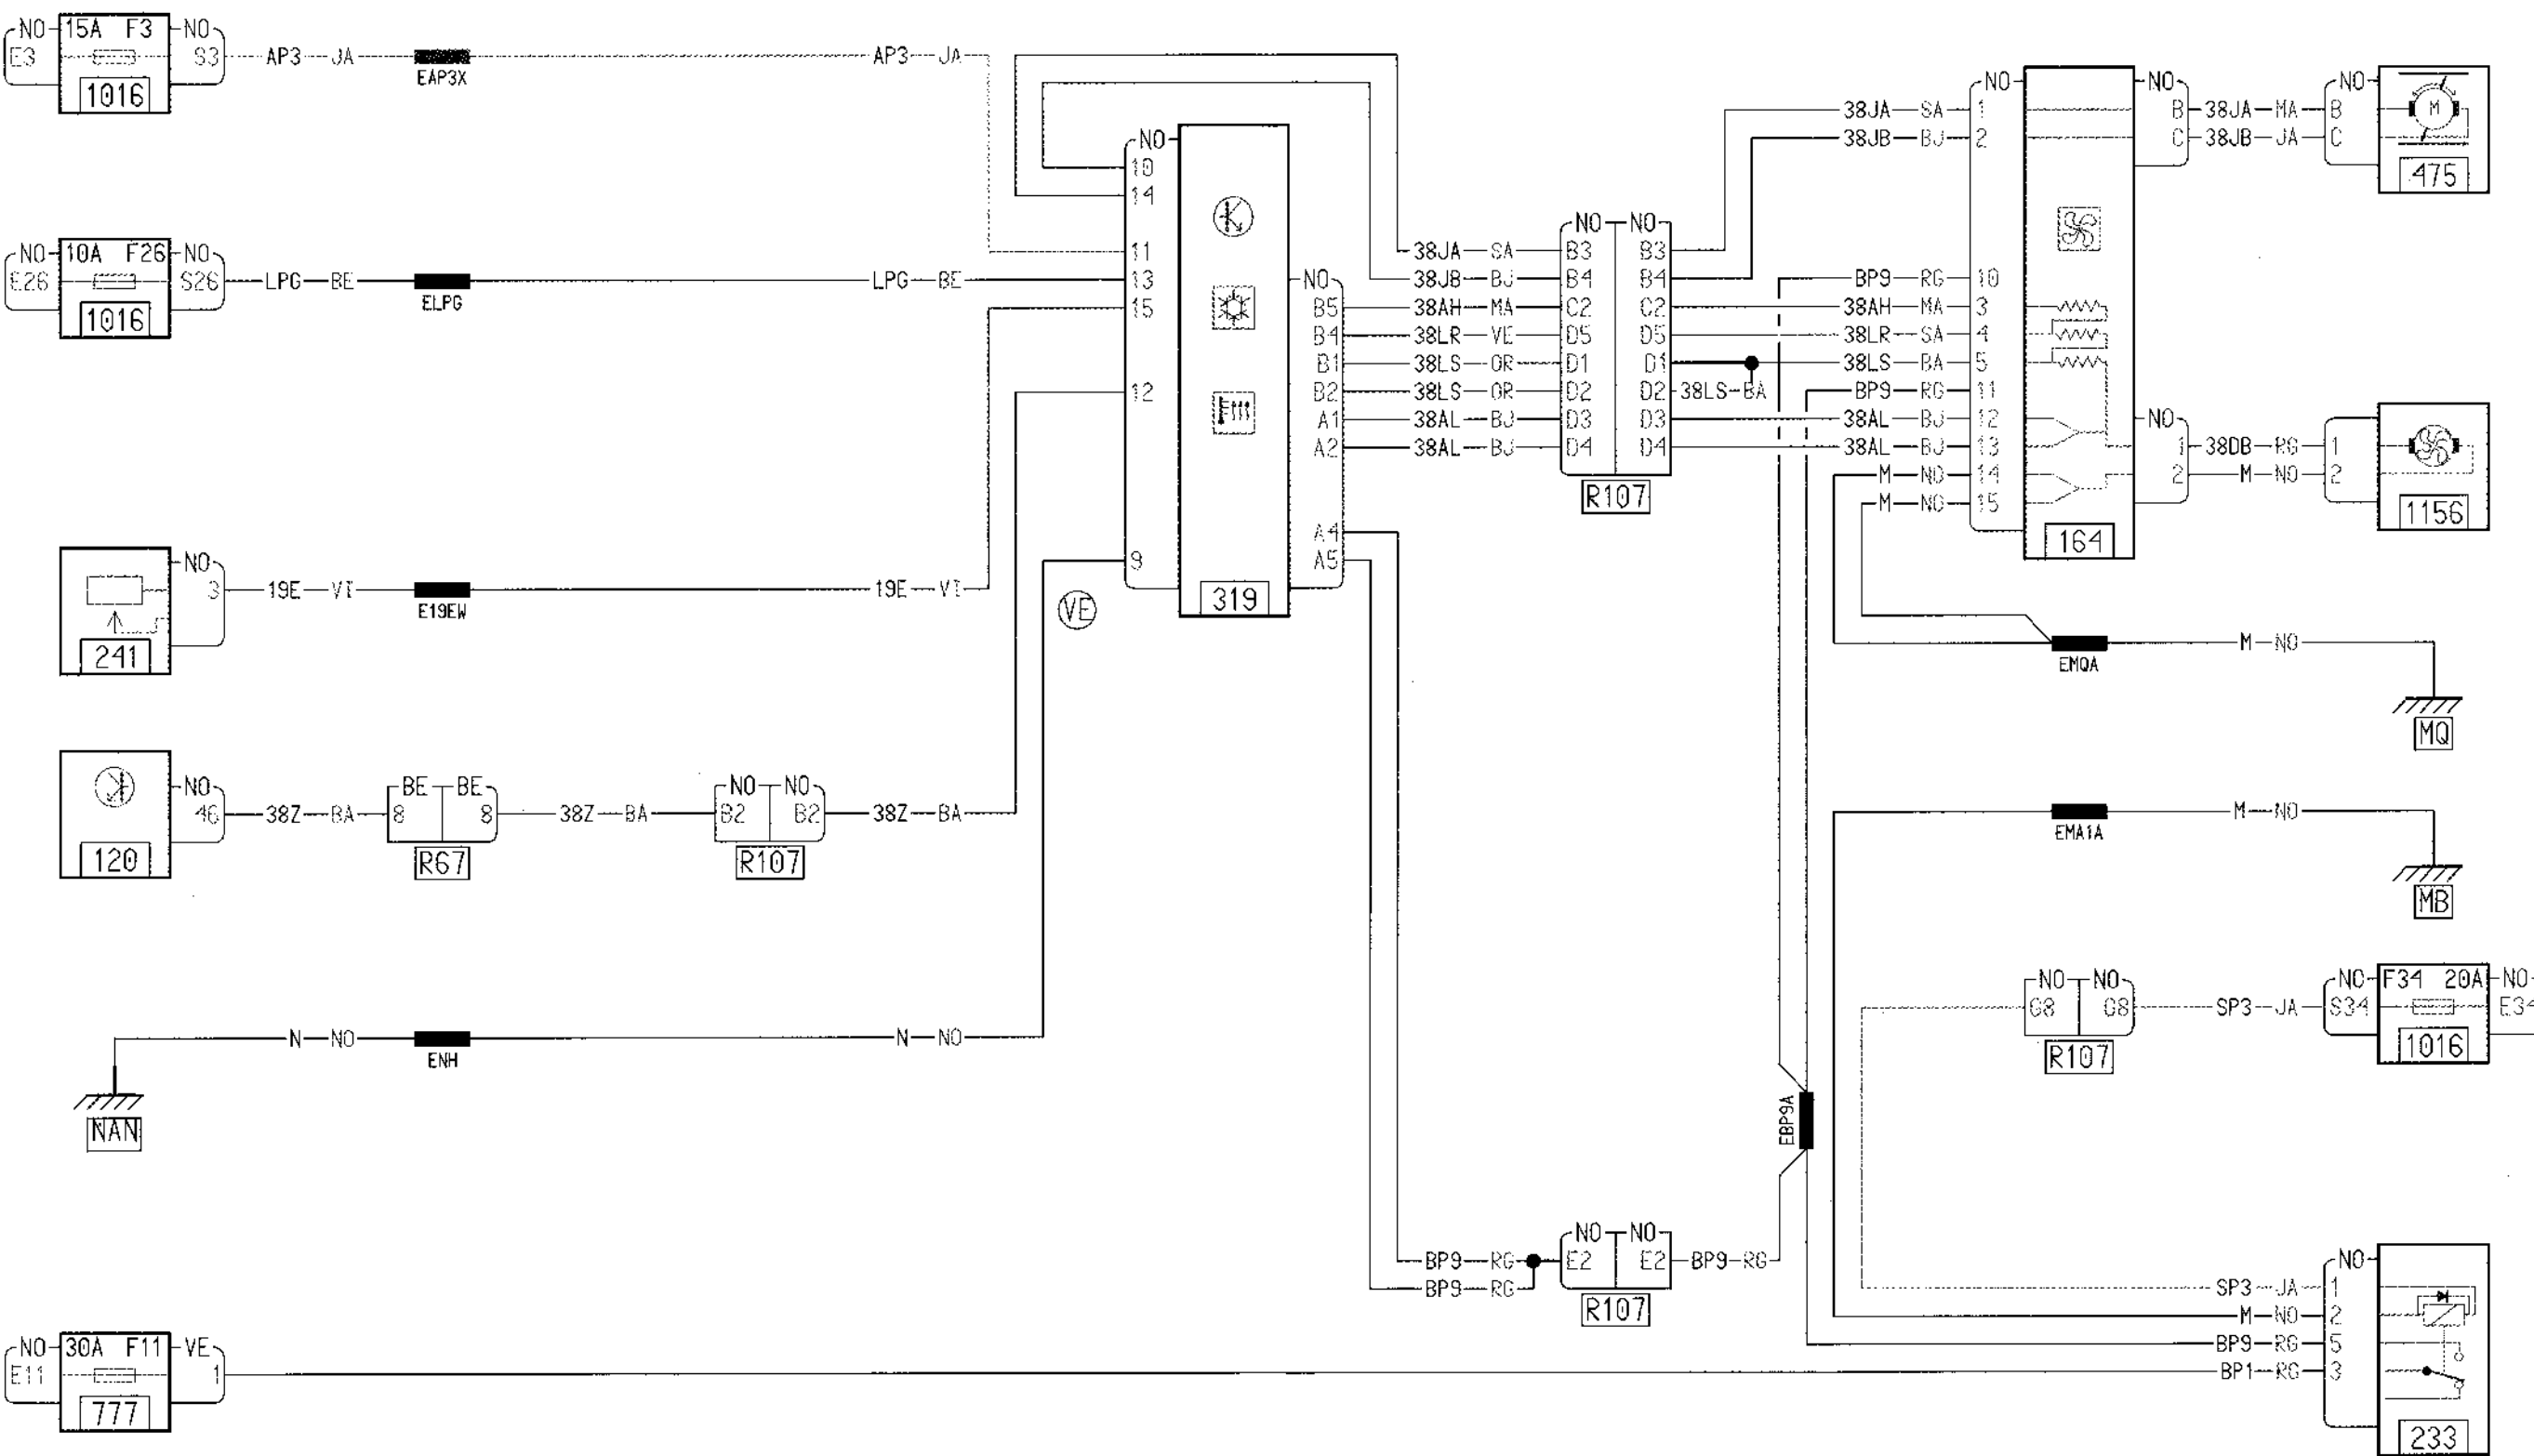 NO 15A F3 NO
E3 S3 AP3 JA EAP3X AP3 JA
1016
NO 10A F26 NO
E26 S26 LPG BE ELPG LPG BE
1016
NO
3 19E VI E19EW 19E VI
241
NO
46 38Z BA
120
BE BE
8 8
R67
38Z BA
NO NO
B2 B2
R107
38Z BA
N NO ENH N NO
NAN
NO 30A F11 VE
E11 1
777
NO
10
14
11
13
15
12
9
VE
319
NO
B5 38AH MA
B4 38LR VE
B1 38LS OR
B2 38LS OR
A1 38AL BJ
A2 38AL BJ
A4
A5
38JA SA
38JB BJ
NO NO
B3 B3
B4 B4
C2 C2
D5 D5
D1 D1
D2 D2 38LS BA
D3 D3
D4 D4
R107
NO
38JA SA 1
38JB BJ 2
BP9 RG 10
38AH MA 3
38LR SA 4
38LS BA 5
BP9 RG 11
38AL BJ 12
38AL BJ 13
M NO 14
M NO 15
164
NO
B 38JA MA B
C 38JB JA C
NO
M
475
NO
1 38DB RG 1
2 M NO 2
1156
EMQA M NO
MQ
EMA1A M NO
MB
NO NO
G8 G8 SP3 JA
R107
NO F34 20A NO
S34 E34
1016
EBP9A
BP9 RG
BP9 RG
NO NO
E2 E2 BP9 RG
R107
NO
SP3 JA 1
M NO 2
BP9 RG 5
BP1 RG 3
233